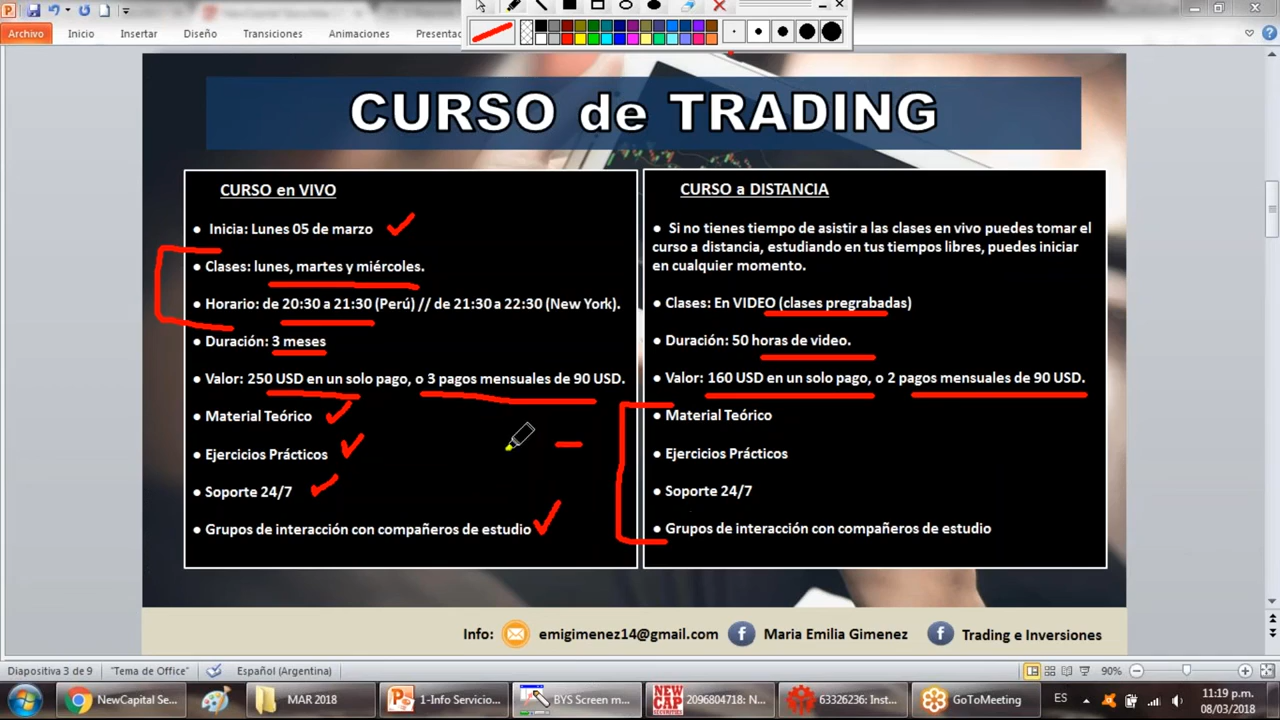 Archivo Inicio Insertar Diseño Transiciones Animaciones
CURSO de TRADING
CURSO en VIVO
● Inicia: Lunes 05 de marzo
● Clases: lunes, martes y miércoles.
● Horario: de 20:30 a 21:30 (Perú) // de 21:30 a 22:30 (New York).
● Duración: 3 meses
● Valor: 250 USD en un solo pago, o 3 pagos mensuales de 90 USD.
● Material Teórico
● Ejercicios Prácticos
● Soporte 24/7
● Grupos de interacción con compañeros de estudio
CURSO a DISTANCIA
● Si no tienes tiempo de asistir a las clases en vivo puedes tomar el
curso a distancia, estudiando en tus tiempos libres, puedes iniciar
en cualquier momento.
● Clases: En VIDEO (clases pregrabadas)
● Duración: 50 horas de video.
● Valor: 160 USD en un solo pago, o 2 pagos mensuales de 90 USD.
● Material Teórico
● Ejercicios Prácticos
● Soporte 24/7
● Grupos de interacción con compañeros de estudio
Info: emigimenez14@gmail.com Maria Emilia Gimenez Trading e Inversiones
Diapositiva 3 de 9 "Tema de Office" Español (Argentina) 90%
NewCapital Se... MAR 2018 1-Info Servicio... BYS Screen m... NEW CAP SECURITIES 2096804718: N... 63326236: Inst... GoToMeeting ES 11:19 p.m.
08/03/2018